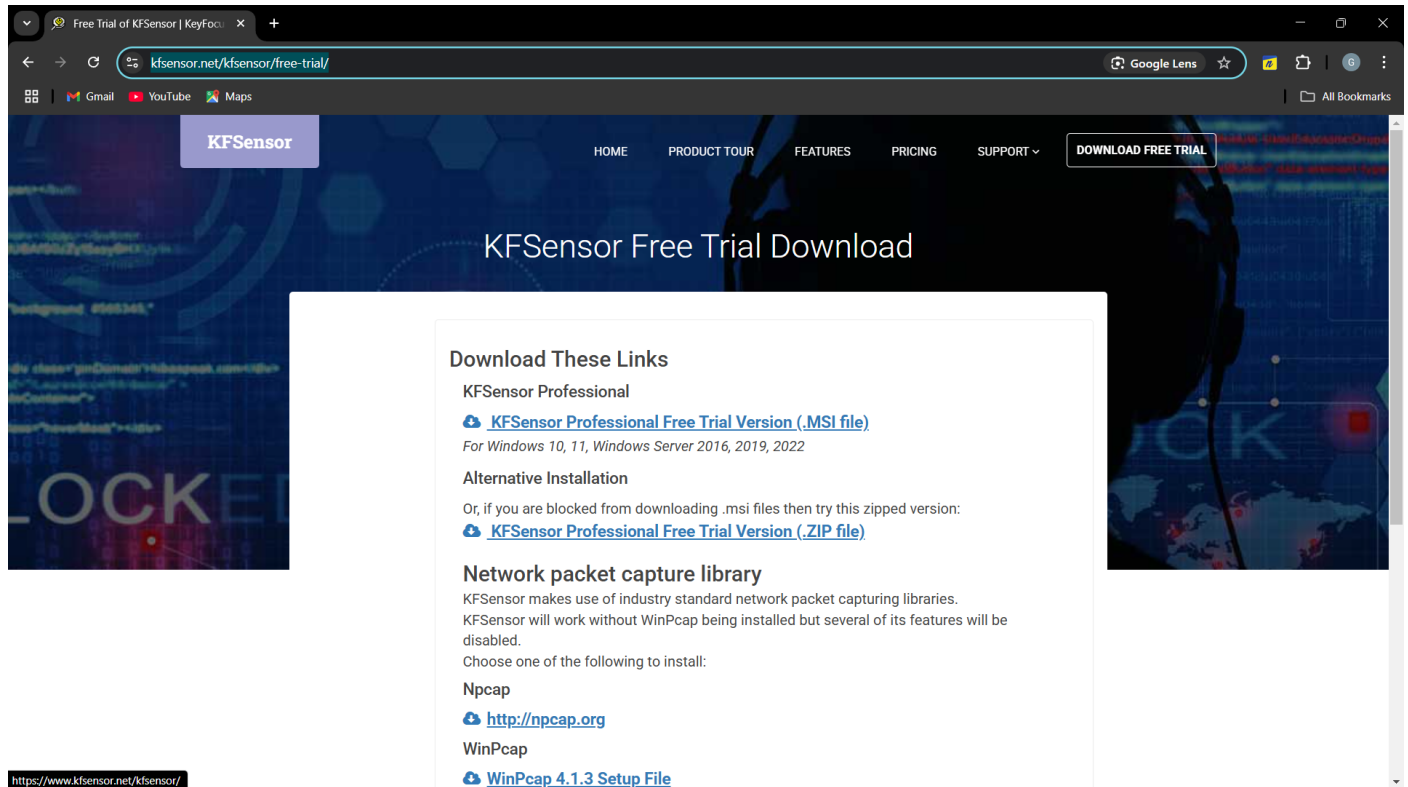 Free Trial of KFSensor | KeyFocu
kfsensor.net/kfsensor/free-trial/
Google Lens
G
Gmail
YouTube
Maps
All Bookmarks
KFSensor
HOME
PRODUCT TOUR
FEATURES
PRICING
SUPPORT
DOWNLOAD FREE TRIAL
KFSensor Free Trial Download
LOCKE
OCK
Download These Links
KFSensor Professional
KFSensor Professional Free Trial Version (.MSI file)
For Windows 10, 11, Windows Server 2016, 2019, 2022
Alternative Installation
Or, if you are blocked from downloading .msi files then try this zipped version:
KFSensor Professional Free Trial Version (.ZIP file)
Network packet capture library
KFSensor makes use of industry standard network packet capturing libraries.
KFSensor will work without WinPcap being installed but several of its features will be
disabled.
Choose one of the following to install:
Npcap
http://npcap.org
WinPcap
WinPcap 4.1.3 Setup File
https://www.kfsensor.net/kfsensor/